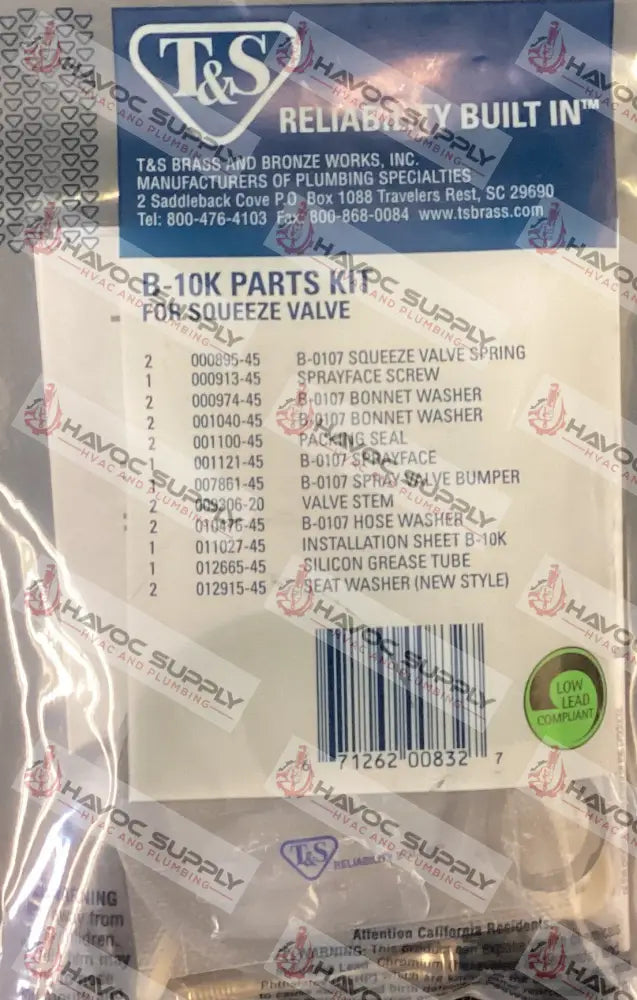 T&S
RELIABILITY BUILT IN™
T&S BRASS AND BRONZE WORKS, INC.
MANUFACTURERS OF PLUMBING SPECIALTIES
2 Saddleback Cove P.O. Box 1088 Travelers Rest, SC 29690
Tel: 800-476-4103 Fax: 800-868-0084 www.tsbrass.com
B-10K PARTS KIT
FOR SQUEEZE VALVE
2 000895-45 B-0107 SQUEEZE VALVE SPRING
1 000913-45 SPRAYFACE SCREW
2 000974-45 B-0107 BONNET WASHER
2 001040-45 B-0107 BONNET WASHER
2 001100-45 PACKING SEAL
1 001121-45 B-0107 SPRAYFACE
1 007861-45 B-0107 SPRAY VALVE BUMPER
2 009306-20 VALVE STEM
2 010476-45 B-0107 HOSE WASHER
1 011027-45 INSTALLATION SHEET B-10K
1 012665-45 SILICON GREASE TUBE
2 012915-45 SEAT WASHER (NEW STYLE)
LOW
LEAD
COMPLIANT
6 71262 00832 7
T&S RELIABILITY
Attention California Residents
WARNING: This product can
Lead Chromium
HAVOC SUPPLY
HVAC AND PLUMBING